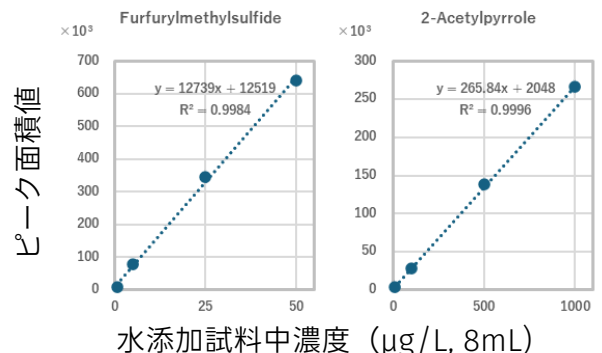 Furfurylmethylsulfide
×10³
700
600
500
400
300
200
100
0
0 25 50
y = 12739x + 12519
R² = 0.9984
2-Acetylpyrrole
×10³
300
250
200
150
100
50
0
0 500 1000
y = 265.84x + 2048
R² = 0.9996
ピーク面積値
水添加試料中濃度（μg/L, 8mL）